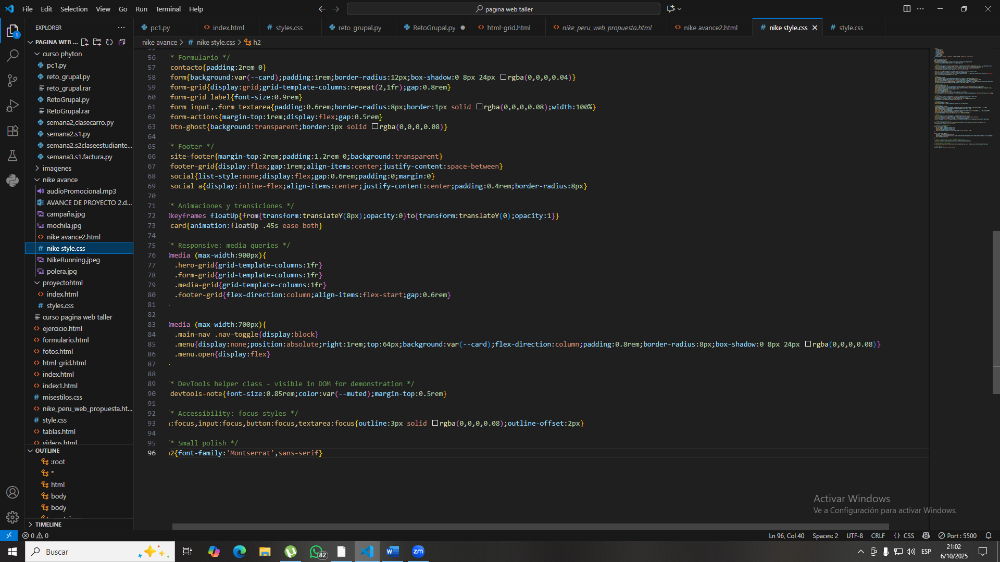 File Edit Selection View Go Run Terminal Help
pagina web taller
EXPLORER
PAGINA WEB ...
curso phyton
pc1.py
reto_grupal.py
reto_grupal.rar
RetoGrupal.py
RetoGrupal.rar
semana2,clasecarro.py
semana2.s1.py
semana2.s2claseestudiante...
semana3.s1.factura.py
imagenes
nike avance
audioPromocional.mp3
AVANCE DE PROYECTO 2.d...
campaña.jpg
mochila.jpg
nike avance2.html
nike style.css
NikeRunning.jpeg
polera.jpg
proyectohtml
index.html
styles.css
curso pagina web taller
ejercicio.html
formulario.html
fotos.html
html-grid.html
index.html
index1.html
misestilos.css
nike_peru_web_propuesta.ht...
style.css
tablas.html
videos.html
OUTLINE
:root
*
html
body
body
.container
TIMELINE
pc1.py index.html styles.css reto_grupal.py RetoGrupal.py html-grid.html nike_peru_web_propuesta.html nike avance2.html nike style.css style.css
nike avance > nike style.css > h2
55
56 * Formulario */
57 contacto{padding:2rem 0}
58 form{background:var(--card);padding:1rem;border-radius:12px;box-shadow:0 8px 24px rgba(0,0,0,0.04)}
59 form-grid{display:grid;grid-template-columns:repeat(2,1fr);gap:0.8rem}
60 form-grid label{font-size:0.9rem}
61 form input,.form textarea{padding:0.6rem;border-radius:8px;border:1px solid rgba(0,0,0,0.08);width:100%}
62 form-actions{margin-top:1rem;display:flex;gap:0.5rem}
63 btn-ghost{background:transparent;border:1px solid rgba(0,0,0,0.08)}
64
65 * Footer */
66 site-footer{margin-top:2rem;padding:1.2rem 0;background:transparent}
67 footer-grid{display:flex;gap:1rem;align-items:center;justify-content:space-between}
68 social{list-style:none;display:flex;gap:0.6rem;padding:0;margin:0}
69 social a{display:inline-flex;align-items:center;justify-content:center;padding:0.4rem;border-radius:8px}
70
71 * Animaciones y transiciones */
72 keyframes floatUp{from{transform:translateY(8px);opacity:0}to{transform:translateY(0);opacity:1}}
73 card{animation:floatUp .45s ease both}
74
75 * Responsive: media queries */
76 media (max-width:900px){
77 .hero-grid{grid-template-columns:1fr}
78 .form-grid{grid-template-columns:1fr}
79 .media-grid{grid-template-columns:1fr}
80 .footer-grid{flex-direction:column;align-items:flex-start;gap:0.6rem}
81
82
83 media (max-width:700px){
84 .main-nav .nav-toggle{display:block}
85 .menu{display:none;position:absolute;right:1rem;top:64px;background:var(--card);flex-direction:column;padding:0.8rem;border-radius:8px;box-shadow:0 8px 24px rgba(0,0,0,0.08)}
86 .menu.open{display:flex}
87
88
89 * DevTools helper class - visible in DOM for demonstration */
90 devtools-note{font-size:0.85rem;color:var(--muted);margin-top:0.5rem}
91
92 * Accessibility: focus styles */
93 :focus,input:focus,button:focus,textarea:focus{outline:3px solid rgba(0,0,0,0.08);outline-offset:2px}
94
95 * Small polish */
96 2{font-family:'Montserrat',sans-serif}
Activar Windows
Ve a Configuración para activar Windows.
0 0
Ln 96, Col 40 Spaces: 2 UTF-8 CRLF {} CSS Port : 5500
Buscar
82
zm
ESP
21:02
6/10/2025